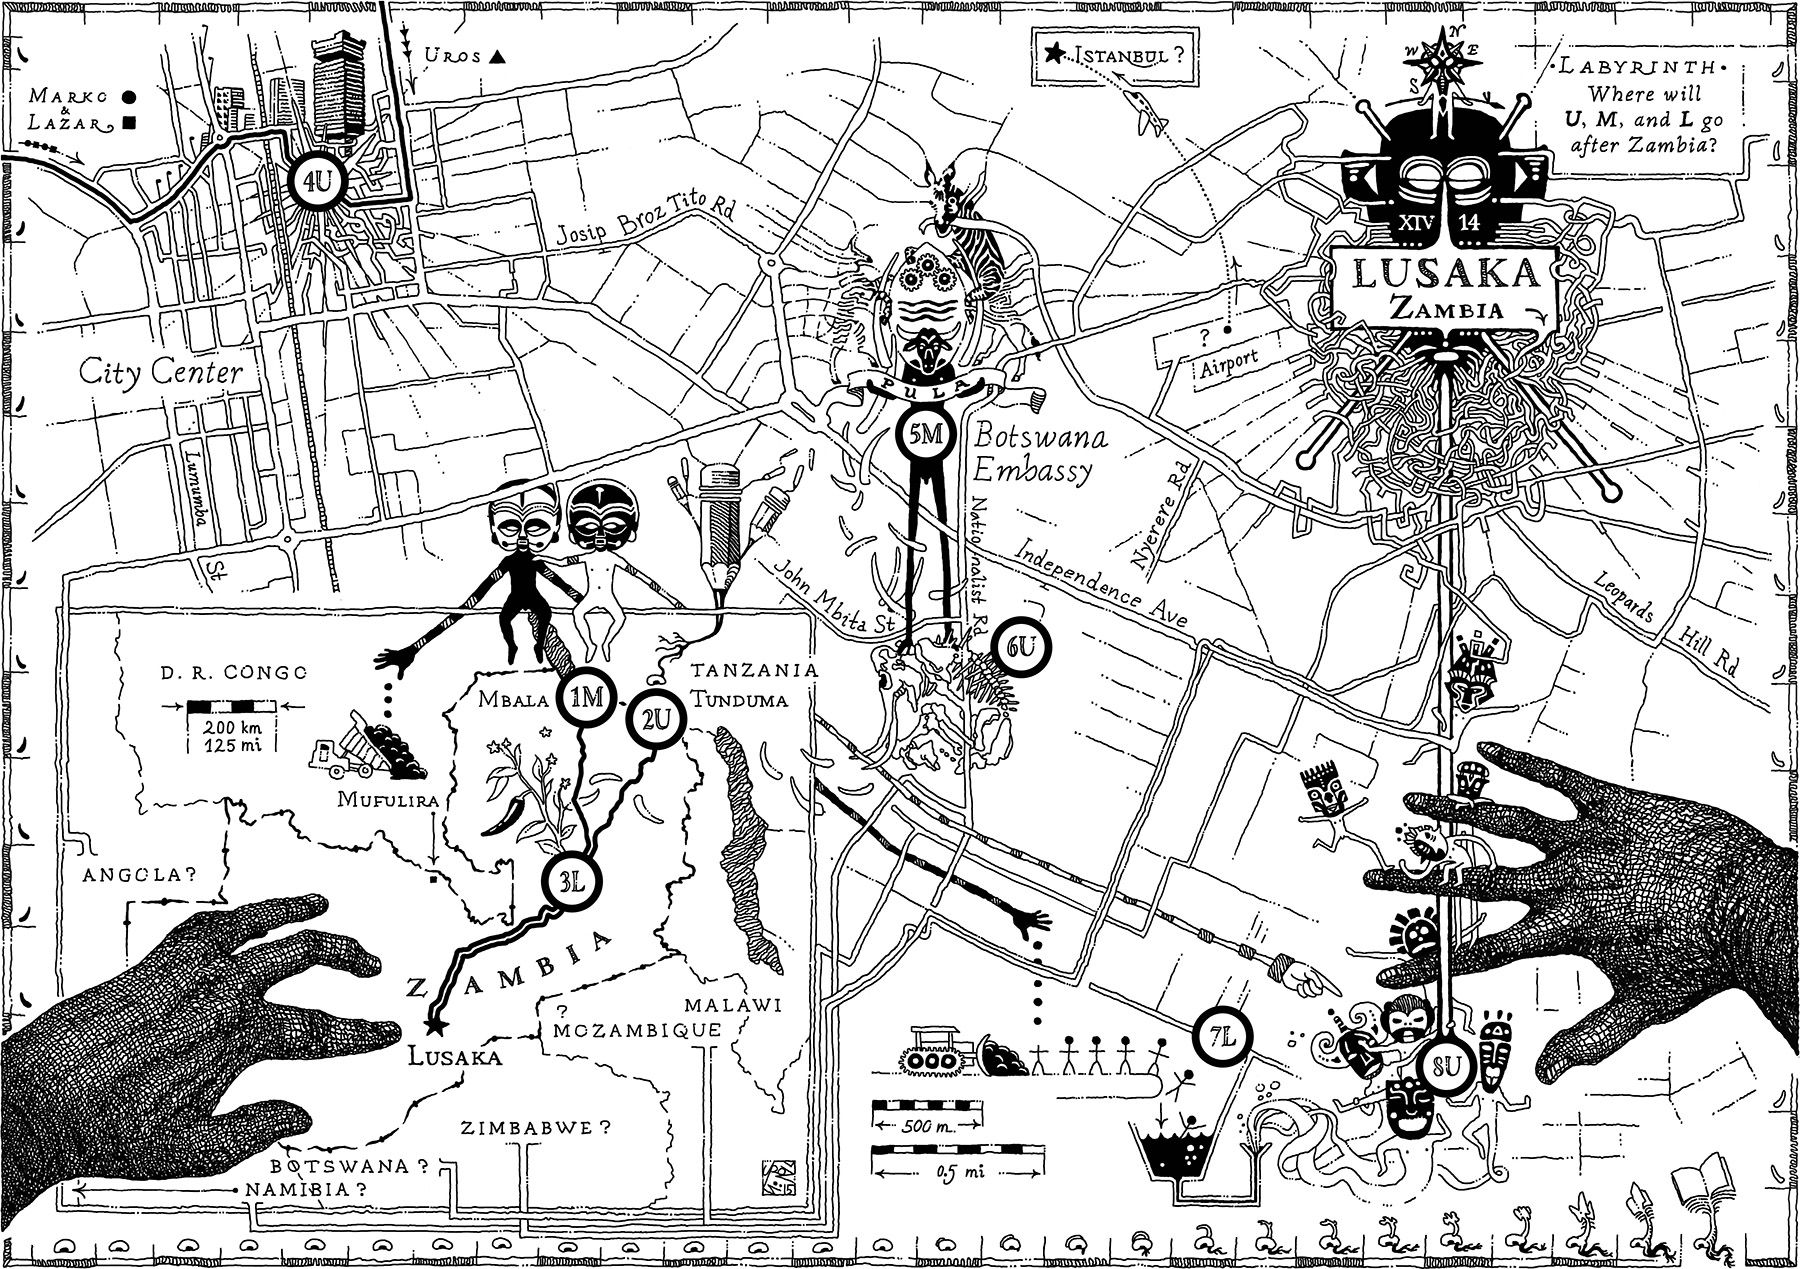 UROS
MARKO
&
LAZAR
ISTANBUL?
N
W
E
S
LABYRINTH
Where will
U, M, and L go
after Zambia?
4U
Josip Broz Tito Rd
XIV 14
LUSAKA
ZAMBIA
?
Airport
City Center
PULA
5M
Botswana
Embassy
Lumumba
St
Nationalist Rd
Nyerere Rd
Independence Ave
John Mbita St
Leopards
Hill Rd
6U
D. R. CONGO
200 km
125 mi
MBALA
1M
2U
TANZANIA
TUNDUMA
MUFULIRA
ANGOLA?
3L
ZAMBIA
LUSAKA
?
MOZAMBIQUE
MALAWI
ZIMBABWE?
BOTSWANA?
NAMIBIA?
15
7L
8U
500 m.
0,5 mi